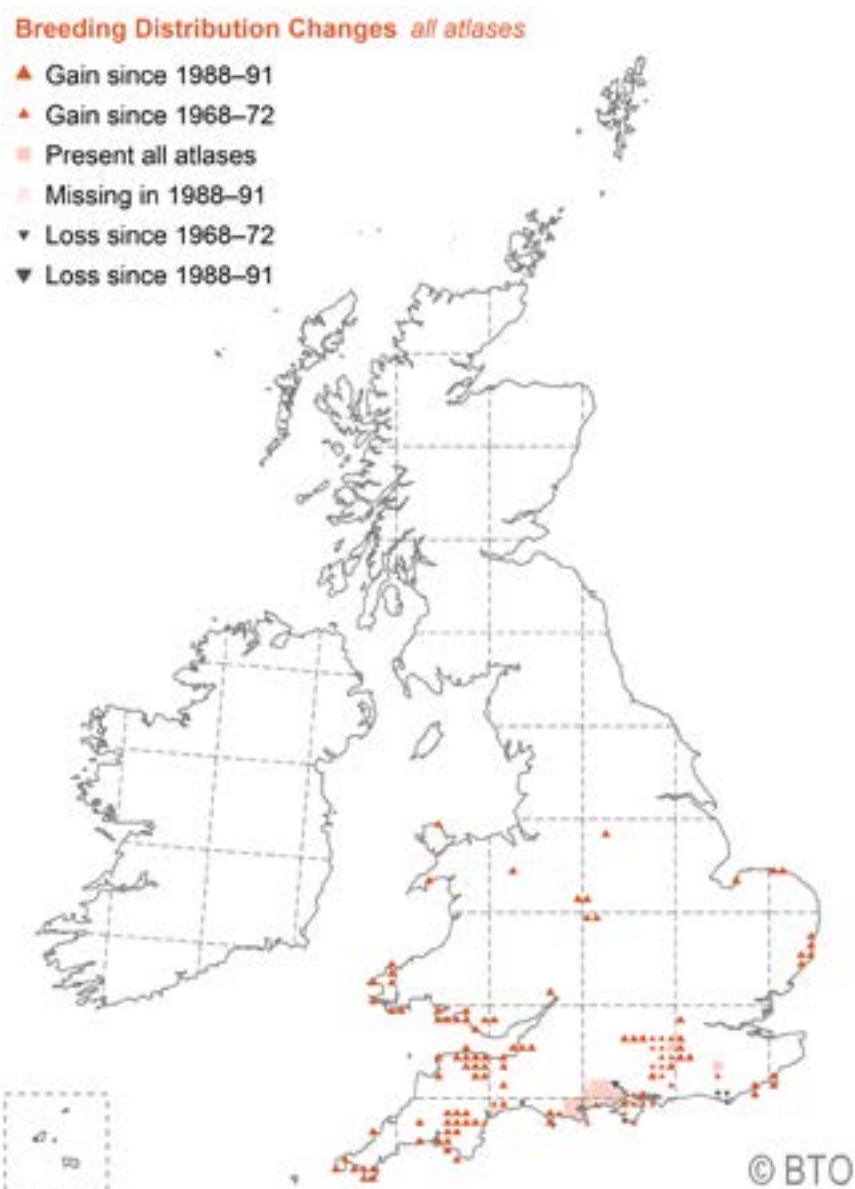 Breeding Distribution Changes all atlases
Gain since 1988–91
Gain since 1968–72
Present all atlases
Missing in 1988–91
Loss since 1968–72
Loss since 1988–91
© BTO